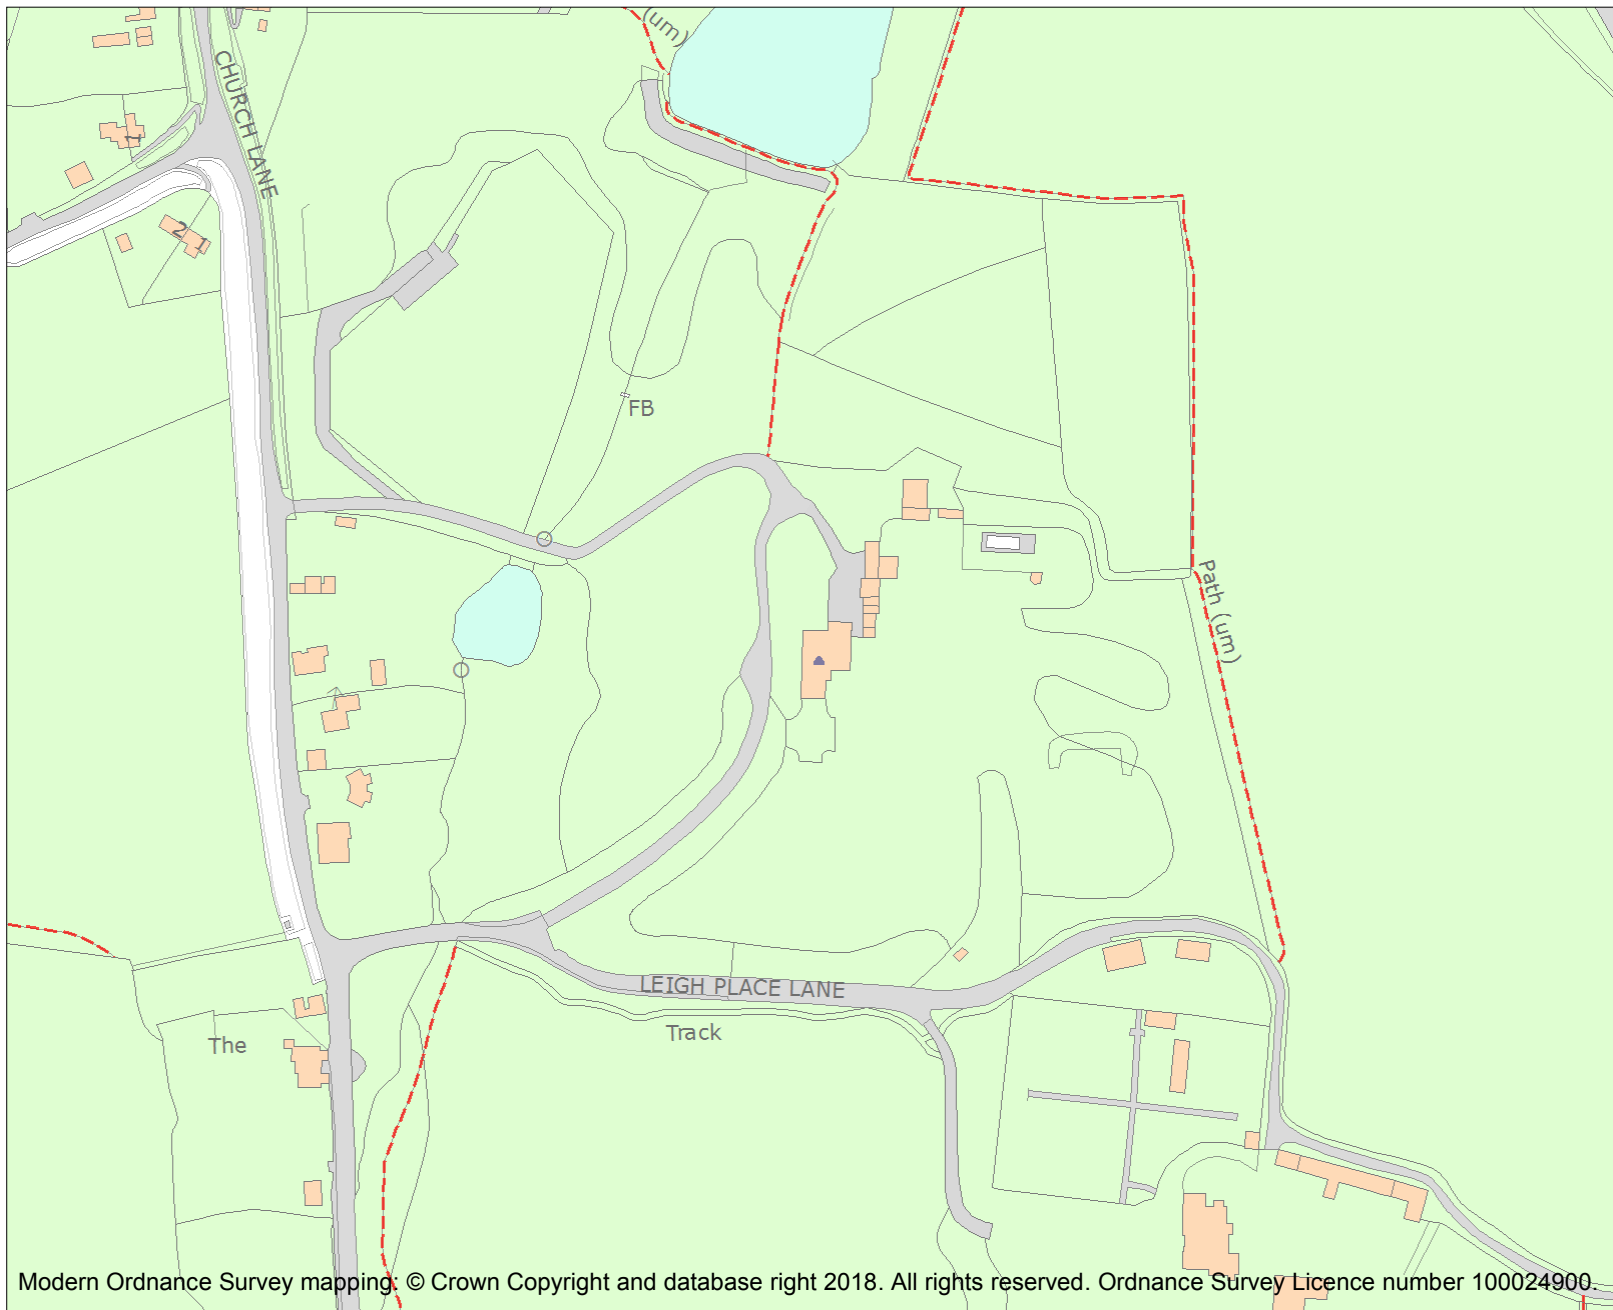 (um)
CHURCH LANE
2 1
FB
Path (um)
LEIGH PLACE LANE
Track
The
Modern Ordnance Survey mapping: © Crown Copyright and database right 2018. All rights reserved. Ordnance Survey Licence number 100024900.